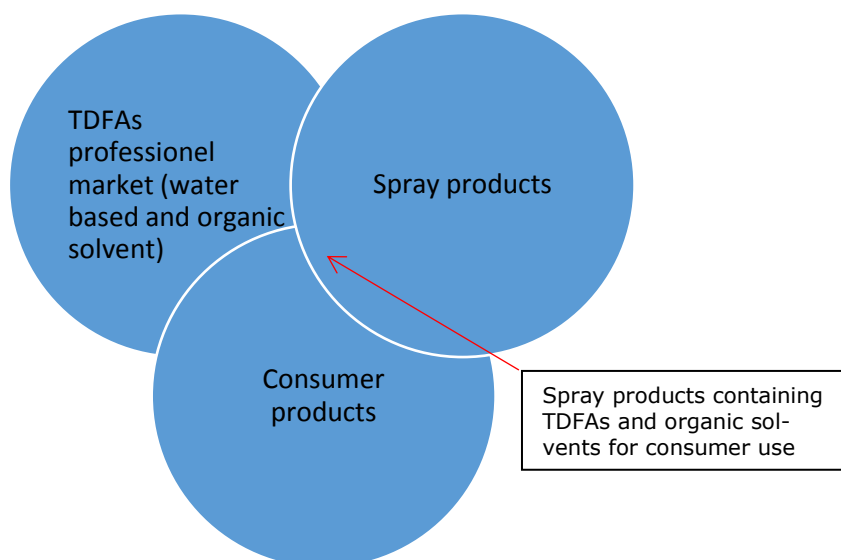 TDFAs
professionel
market (water
based and organic
solvent)
Spray products
Consumer
products
Spray products containing
TDFAs and organic sol-
vents for consumer use